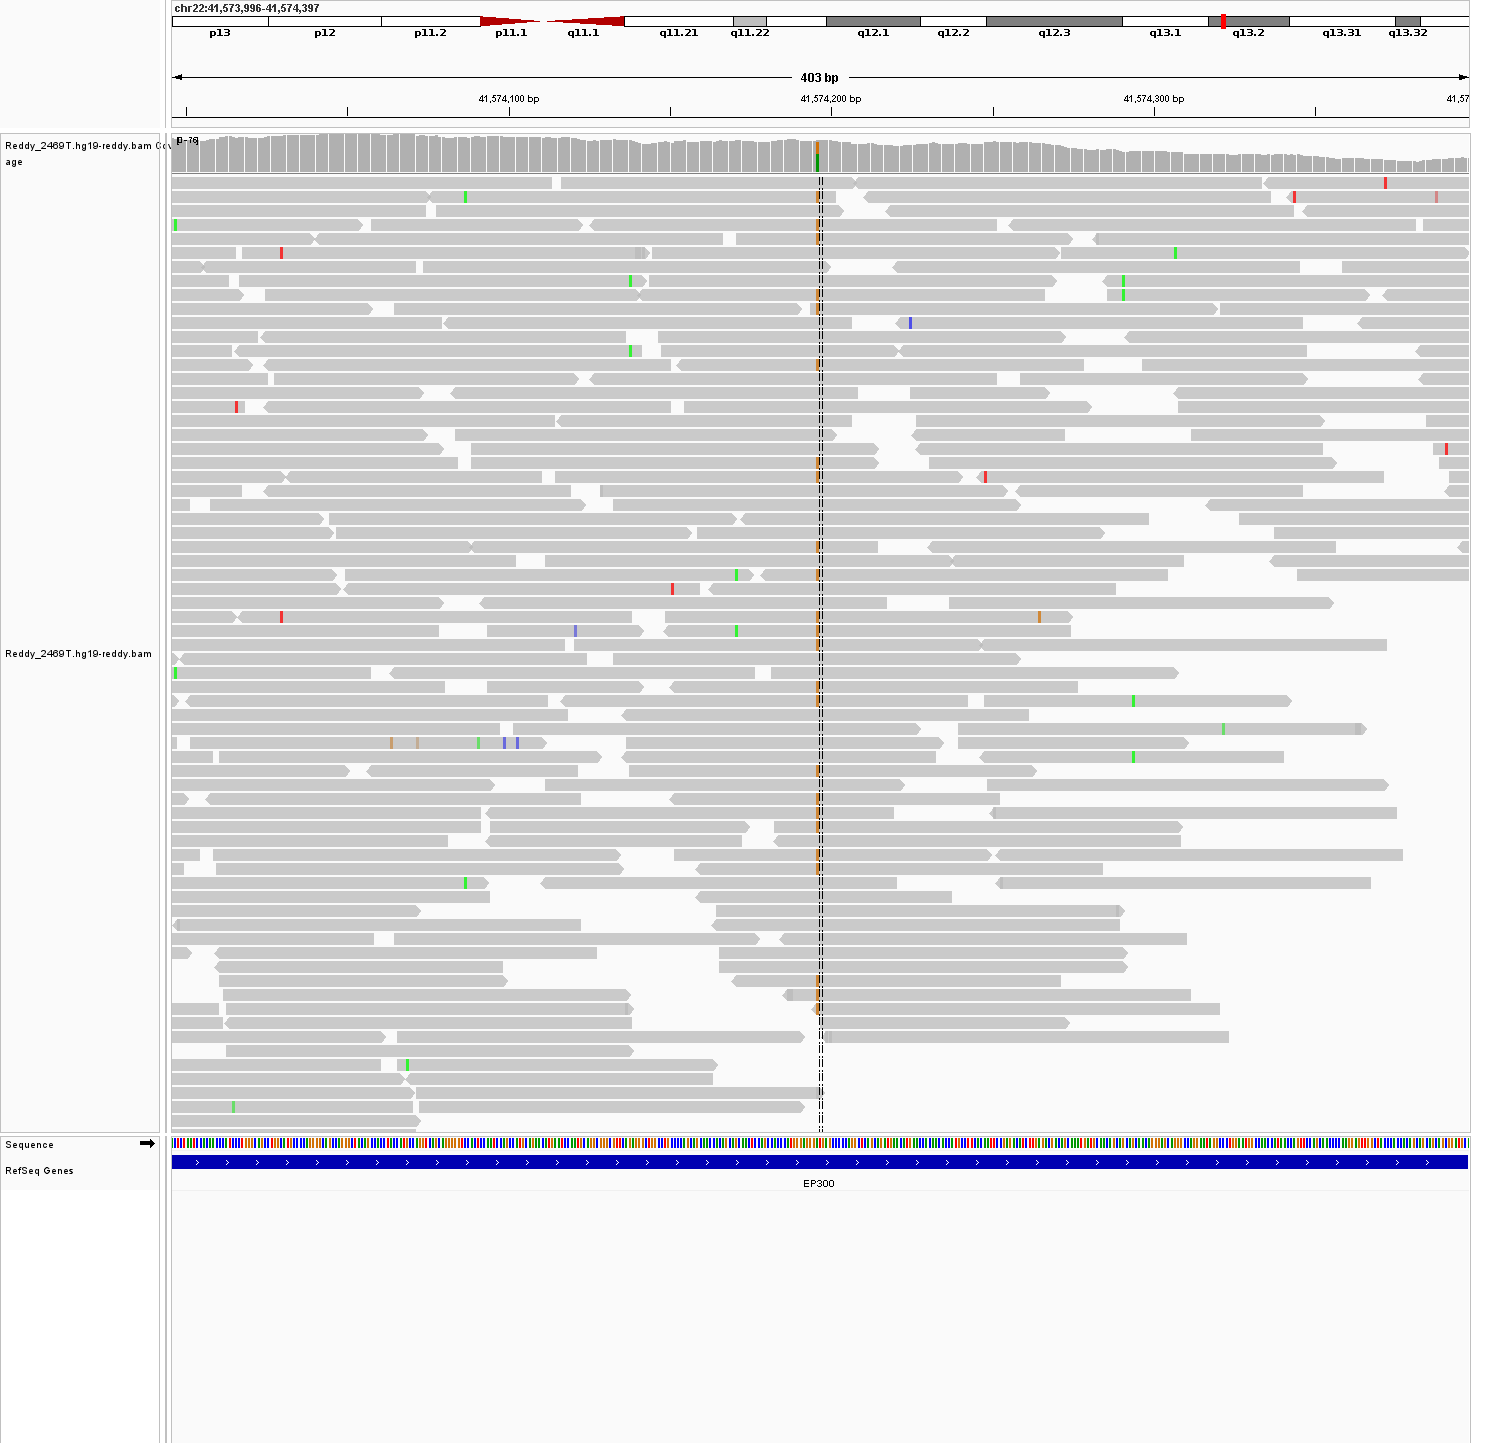 chr22:41,573,996-41,574,397
p13 p12 p11.2 p11.1 q11.1 q11.21 q11.22 q12.1 q12.2 q12.3 q13.1 q13.2 q13.31 q13.32
403 bp
41,574,100 bp 41,574,200 bp 41,574,300 bp 41,57
Reddy_2469T.hg19-reddy.bam Cov
age
Reddy_2469T.hg19-reddy.bam
Sequence
RefSeq Genes
EP300